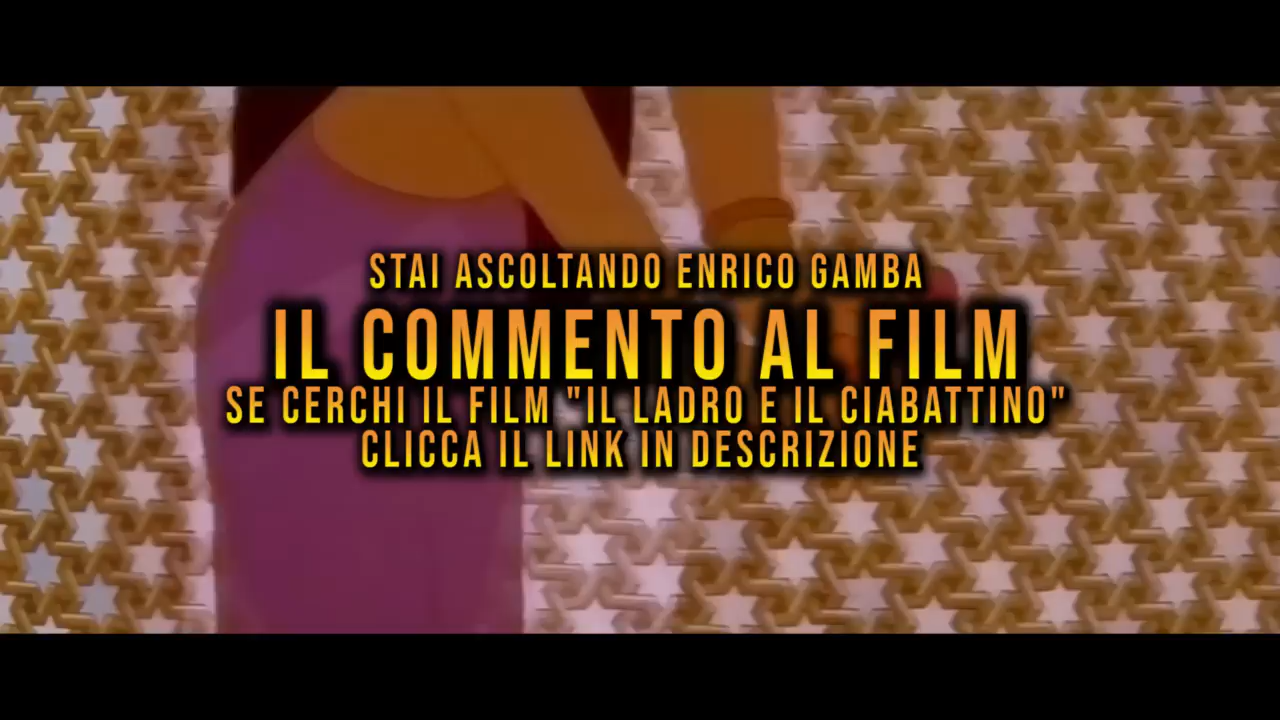 STAI ASCOLTANDO ENRICO GAMBA
IL COMMENTO AL FILM
SE CERCHI IL FILM "IL LADRO E IL CIABATTINO"
CLICCA IL LINK IN DESCRIZIONE